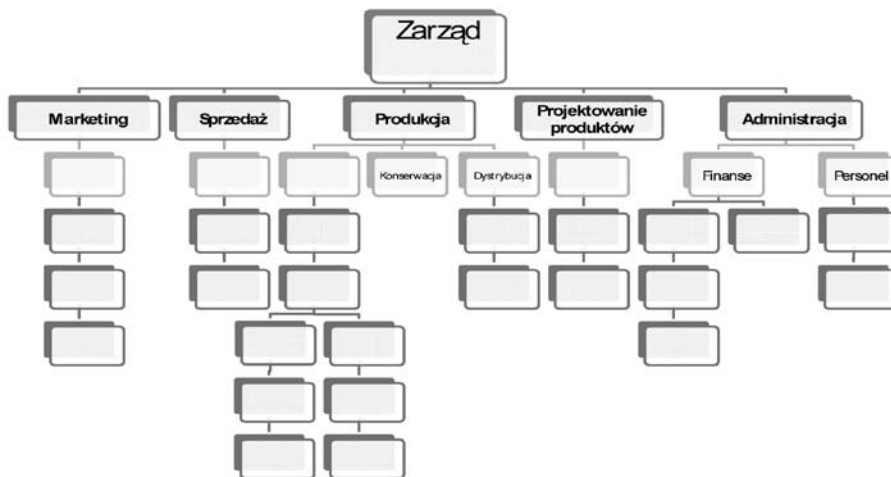 Zarząd
Marketing
Sprzedaż
Produkcja
Projektowanie
produktów
Administracja
Konserwacja
Dystrybucja
Finanse
Personel